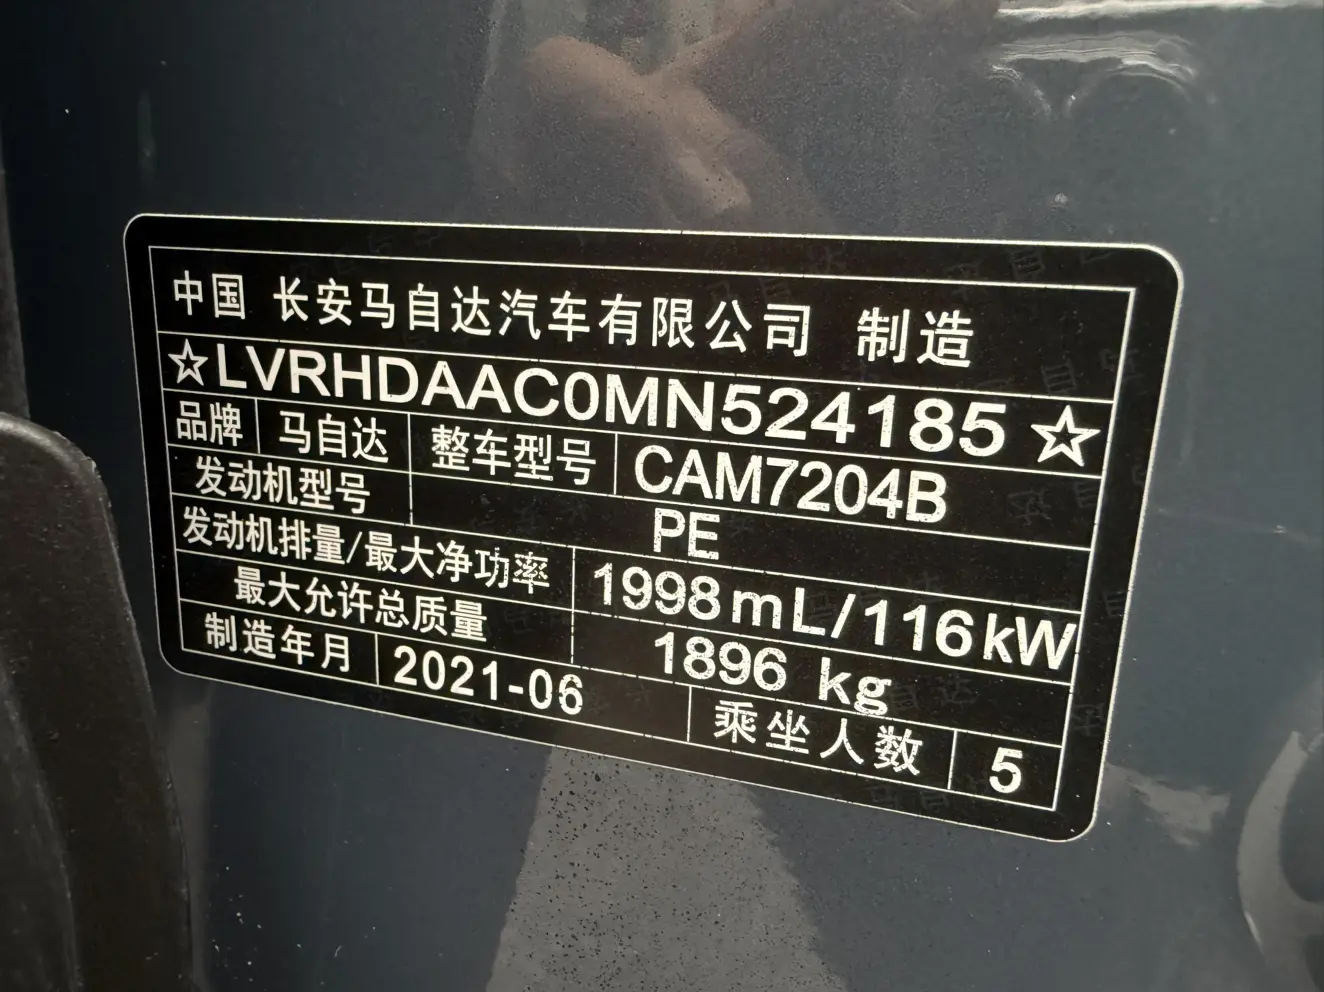 中国 长安马自达汽车有限公司 制造
☆LVRHDAAC0MN524185☆
品牌 马自达 整车型号 CAM7204B
发动机型号 PE
发动机排量/最大净功率 1998mL/116kW
最大允许总质量 1896 kg
制造年月 2021-06 乘坐人数 5